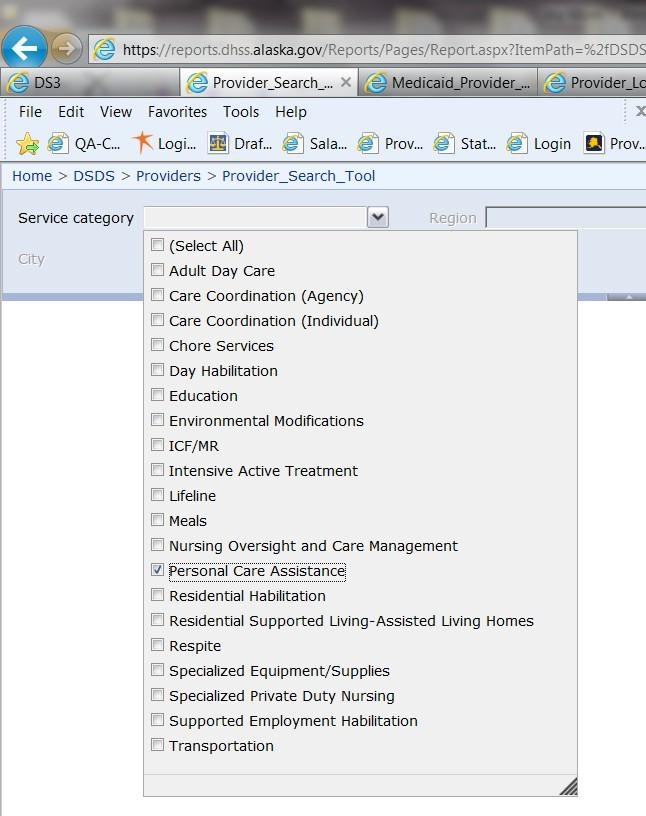 https://reports.dhss.alaska.gov/Reports/Pages/Report.aspx?ItemPath=%2fDSDS
DS3 Provider_Search_... Medicaid_Provider_... Provider_Lo
File Edit View Favorites Tools Help
QA-C... Logi... Draf... Sala... Prov... Stat... Login Prov...
Home > DSDS > Providers > Provider_Search_Tool
Service category Region
City
(Select All)
Adult Day Care
Care Coordination (Agency)
Care Coordination (Individual)
Chore Services
Day Habilitation
Education
Environmental Modifications
ICF/MR
Intensive Active Treatment
Lifeline
Meals
Nursing Oversight and Care Management
Personal Care Assistance
Residential Habilitation
Residential Supported Living-Assisted Living Homes
Respite
Specialized Equipment/Supplies
Specialized Private Duty Nursing
Supported Employment Habilitation
Transportation